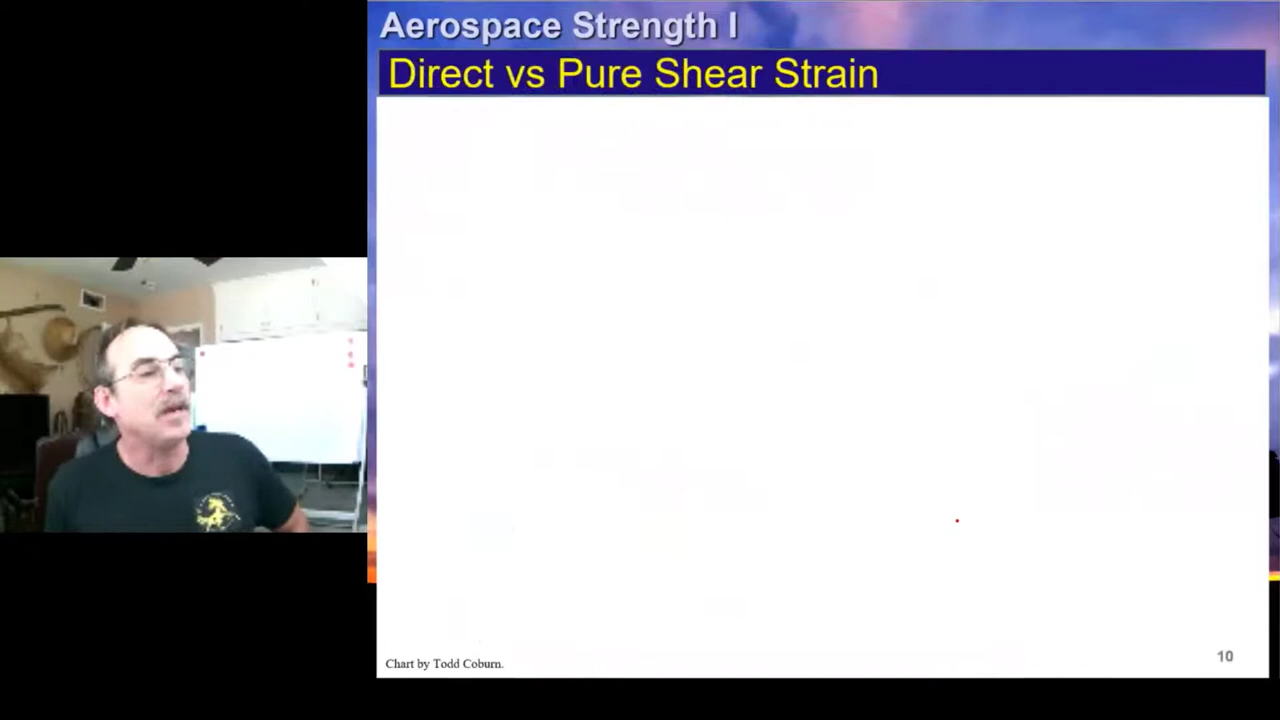 Aerospace Strength I
Direct vs Pure Shear Strain
Chart by Todd Coburn.
10